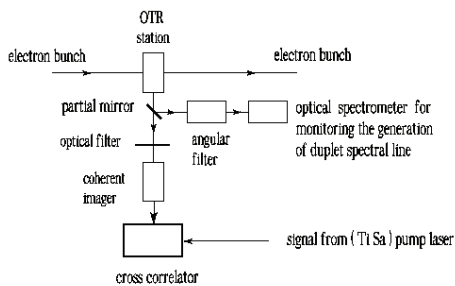 OTR
station
electron bunch
electron bunch
partial mirror
optical spectrometer for
monitoring the generation
of duplet spectral line
optical filter
angular
filter
coherent
imager
signal from ( Ti Sa ) pump laser
cross correlator